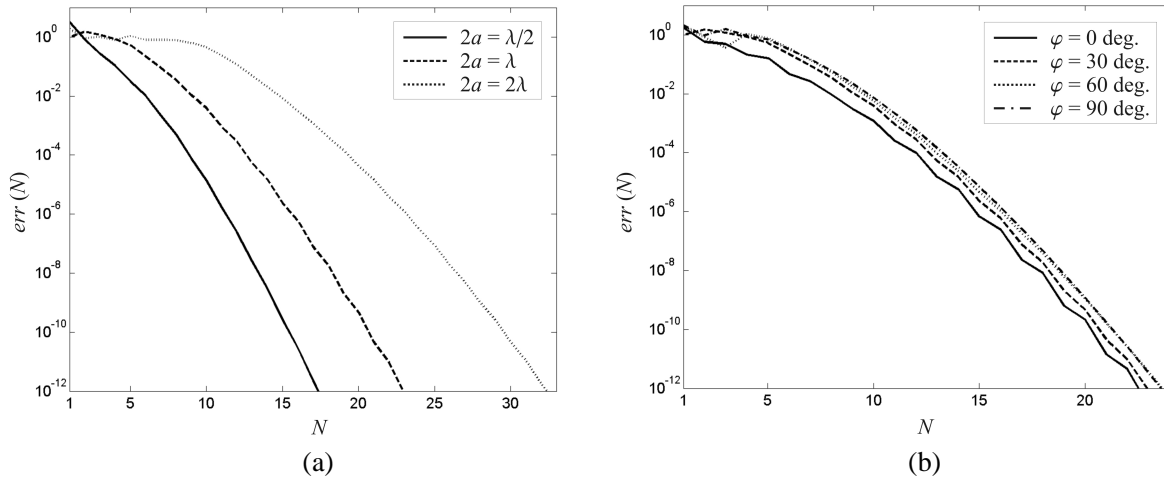 10^0
10^-2
10^-4
10^-6
10^-8
10^-10
10^-12
err (N)
1 5 10 15 20 25 30
N
2a = λ/2
2a = λ
2a = 2λ
(a)
10^0
10^-2
10^-4
10^-6
10^-8
10^-10
10^-12
err (N)
1 5 10 15 20
N
φ = 0 deg.
φ = 30 deg.
φ = 60 deg.
φ = 90 deg.
(b)